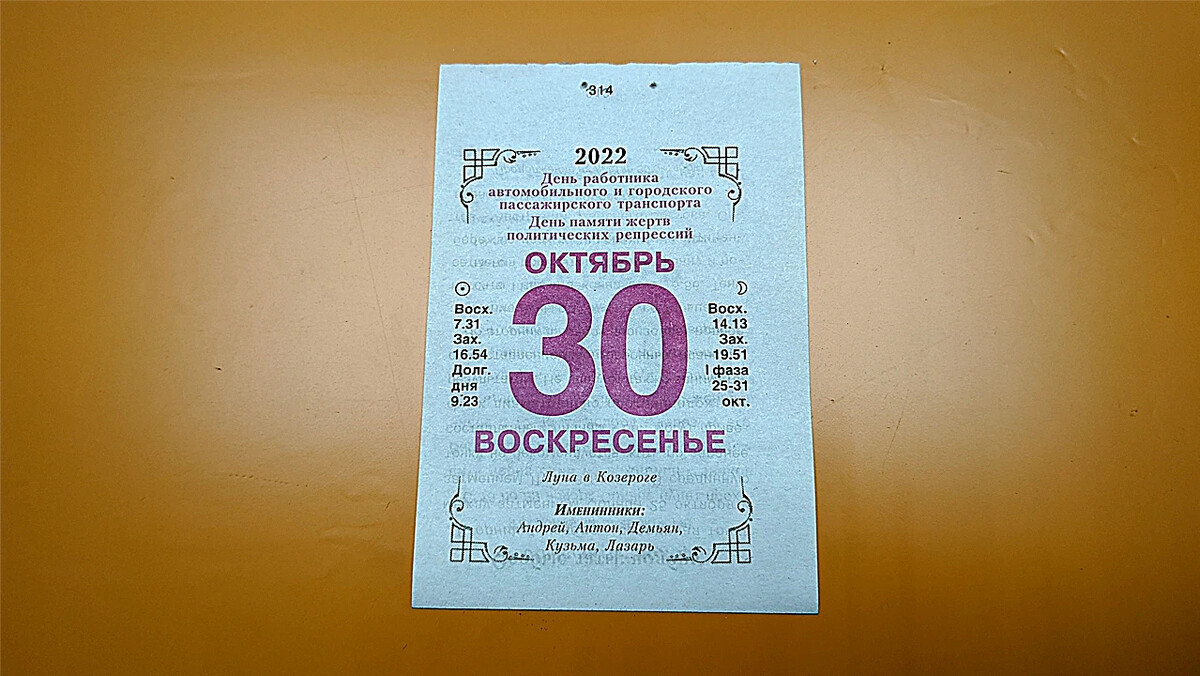 314
2022
День работника
автомобильного и городского
пассажирского транспорта
День памяти жертв
политических репрессий
ОКТЯБРЬ
30
Восх.
7.31
Зах.
16.54
Долг.
дня
9.23
Восх.
14.13
Зах.
19.51
I фаза
25-31
окт.
ВОСКРЕСЕНЬЕ
Луна в Козероге
Именинники:
Андрей, Антон, Демьян,
Кузьма, Лазарь